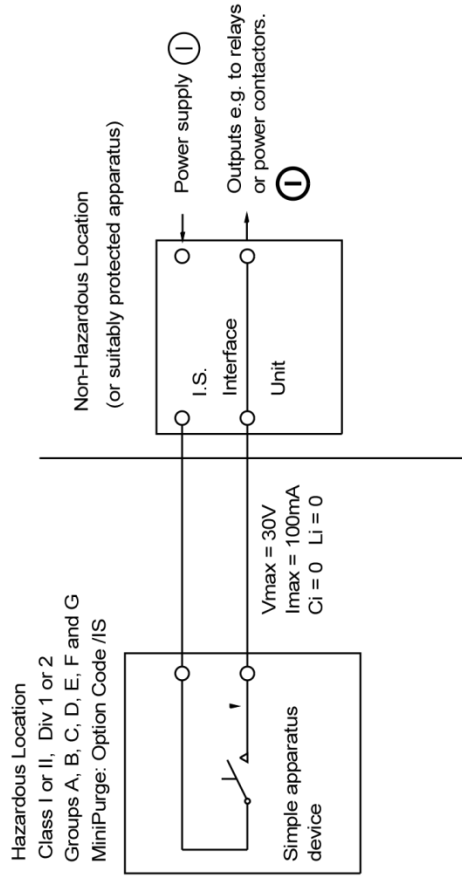 Hazardous Location
Class I or II, Div 1 or 2
Groups A, B, C, D, E, F and G
MiniPurge: Option Code /IS
Simple apparatus
device
Vmax = 30V
Imax = 100mA
Ci = 0 Li = 0
Non-Hazardous Location
(or suitably protected apparatus)
I.S.
Interface
Unit
Power supply I
Outputs e.g. to relays
or power contactors.
I